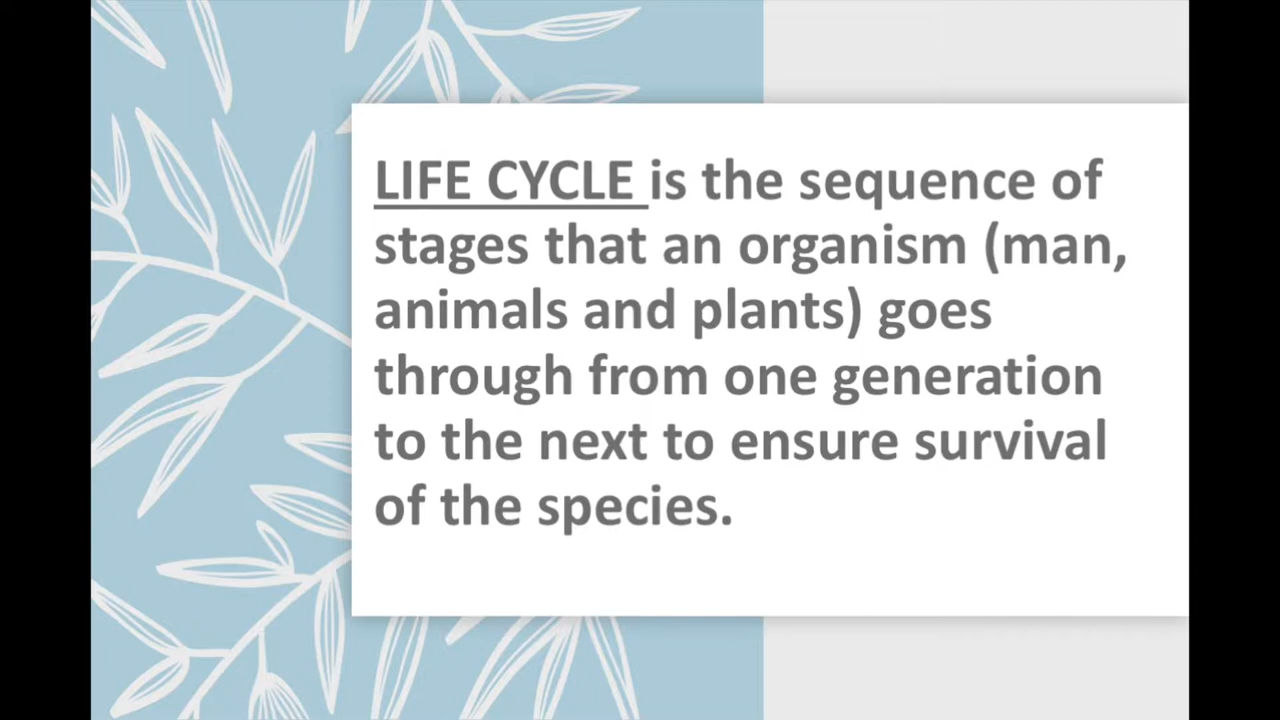 LIFE CYCLE is the sequence of
stages that an organism (man,
animals and plants) goes
through from one generation
to the next to ensure survival
of the species.